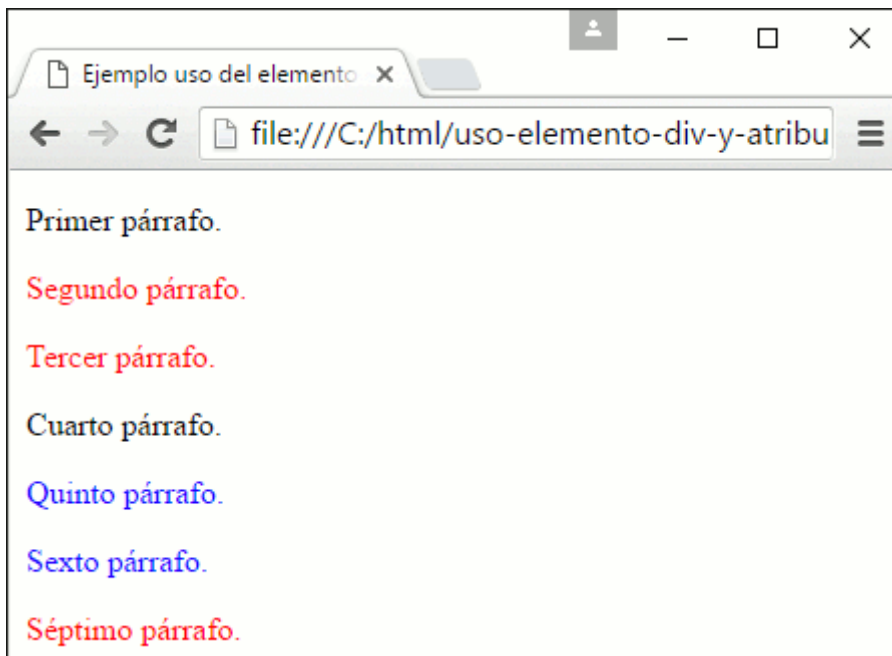 Ejemplo uso del elemento
file:///C:/html/uso-elemento-div-y-atribu
Primer párrafo.
Segundo párrafo.
Tercer párrafo.
Cuarto párrafo.
Quinto párrafo.
Sexto párrafo.
Séptimo párrafo.